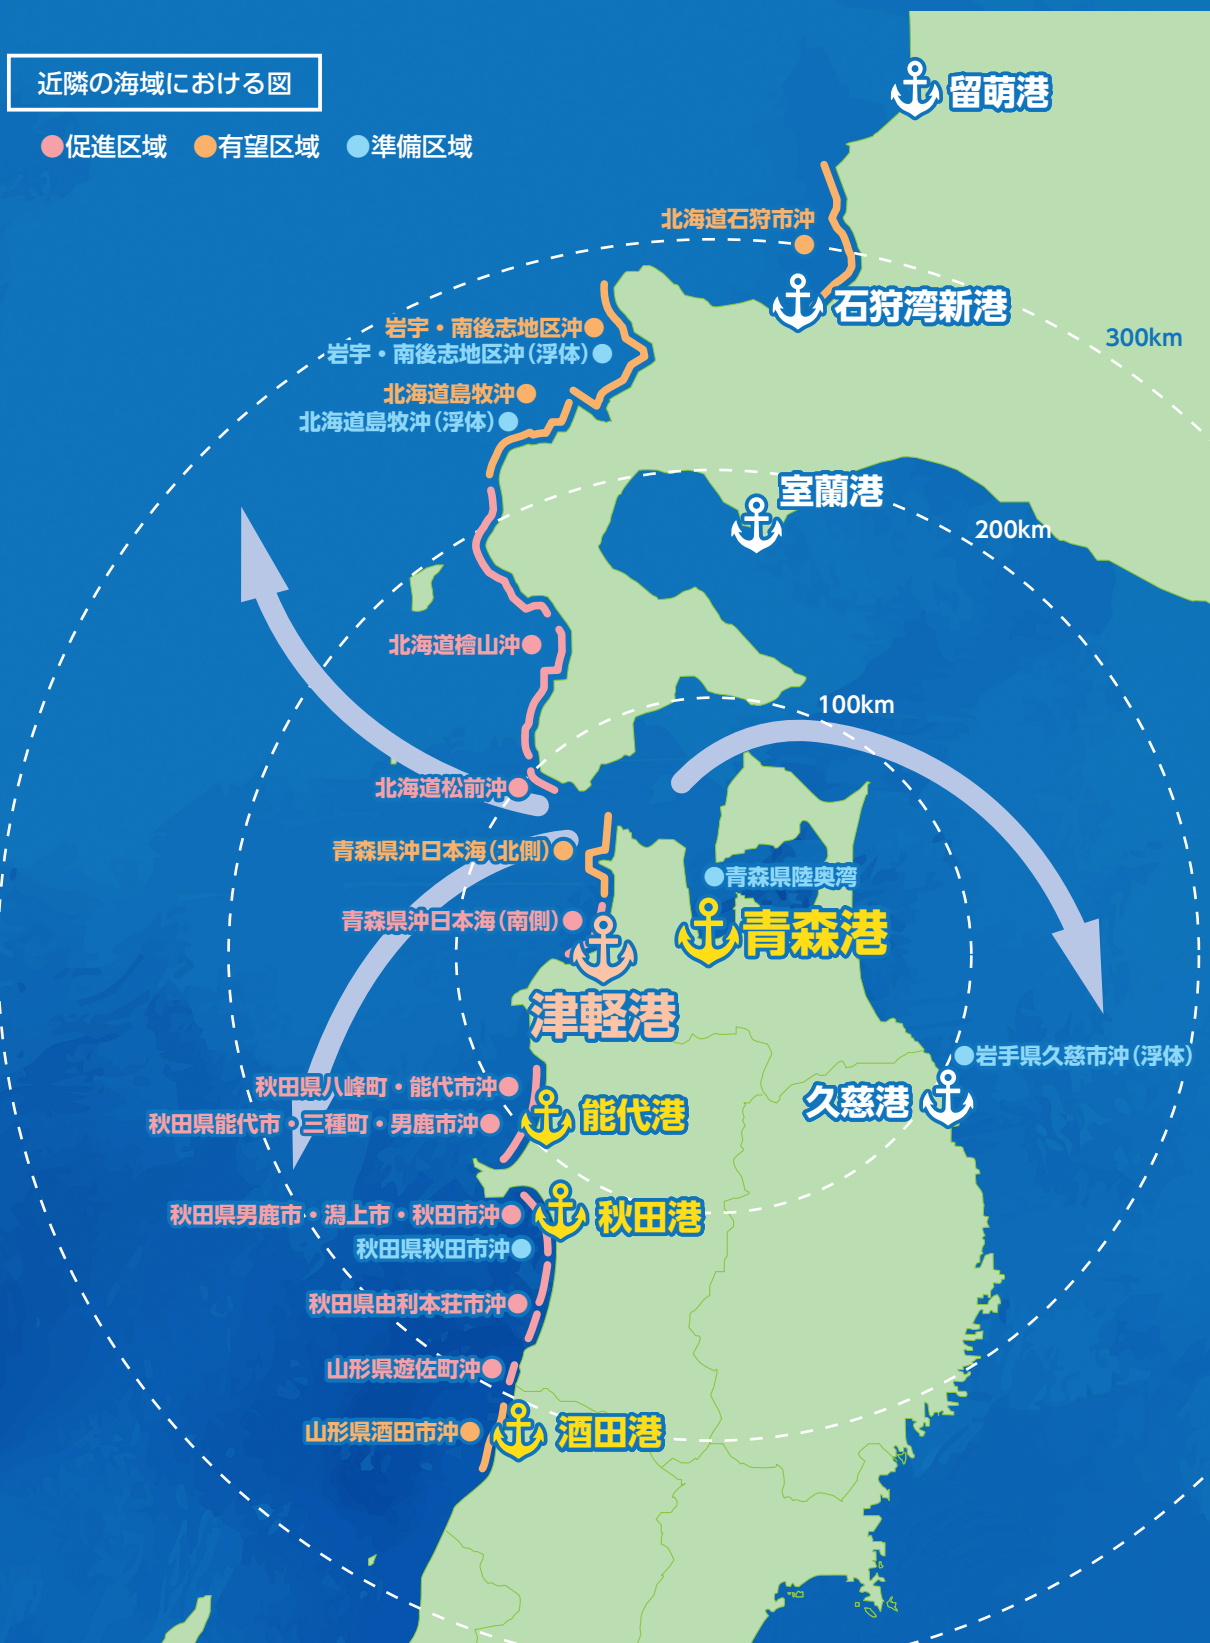 近隣の海域における図
●促進区域 ●有望区域 ●準備区域
留萌港
北海道石狩市沖
石狩湾新港
岩宇・南後志地区沖
300km
岩宇・南後志地区沖(浮体)
北海道島牧沖
北海道島牧沖(浮体)
室蘭港
200km
北海道檜山沖
100km
北海道松前沖
青森県沖日本海(北側)
青森県陸奥湾
青森県沖日本海(南側)
青森港
津軽港
岩手県久慈市沖(浮体)
秋田県八峰町・能代市沖
久慈港
能代港
秋田県能代市・三種町・男鹿市沖
秋田県男鹿市・潟上市・秋田市沖
秋田港
秋田県秋田市沖
秋田県由利本荘市沖
山形県遊佐町沖
山形県酒田市沖
酒田港